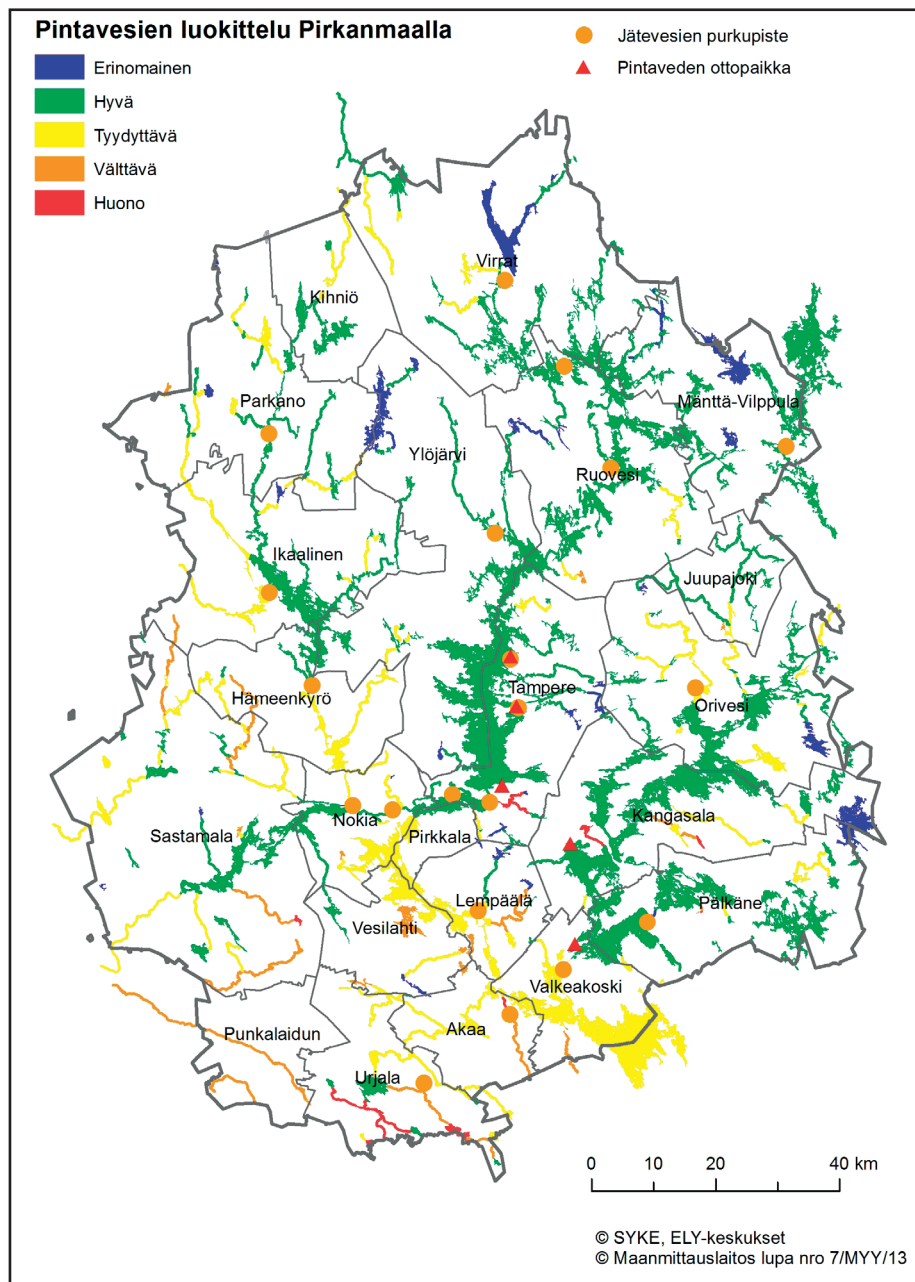 Pintavesien luokittelu Pirkanmaalla
Erinomainen
Hyvä
Tyydyttävä
Välttävä
Huono
Jätevesien purkupiste
Pintaveden ottopaikka
Virrat
Kihniö
Parkano
Mänttä-Vilppula
Ylöjärvi
Ruovesi
Ikaalinen
Juupajoki
Hämeenkyrö
Tampere
Orivesi
Nokia
Kangasala
Sastamala
Pirkkala
Pälkäne
Lempäälä
Vesilahti
Valkeakoski
Punkalaidun
Akaa
Urjala
0 10 20 40 km
© SYKE, ELY-keskukset
© Maanmittauslaitos lupa nro 7/MYY/13